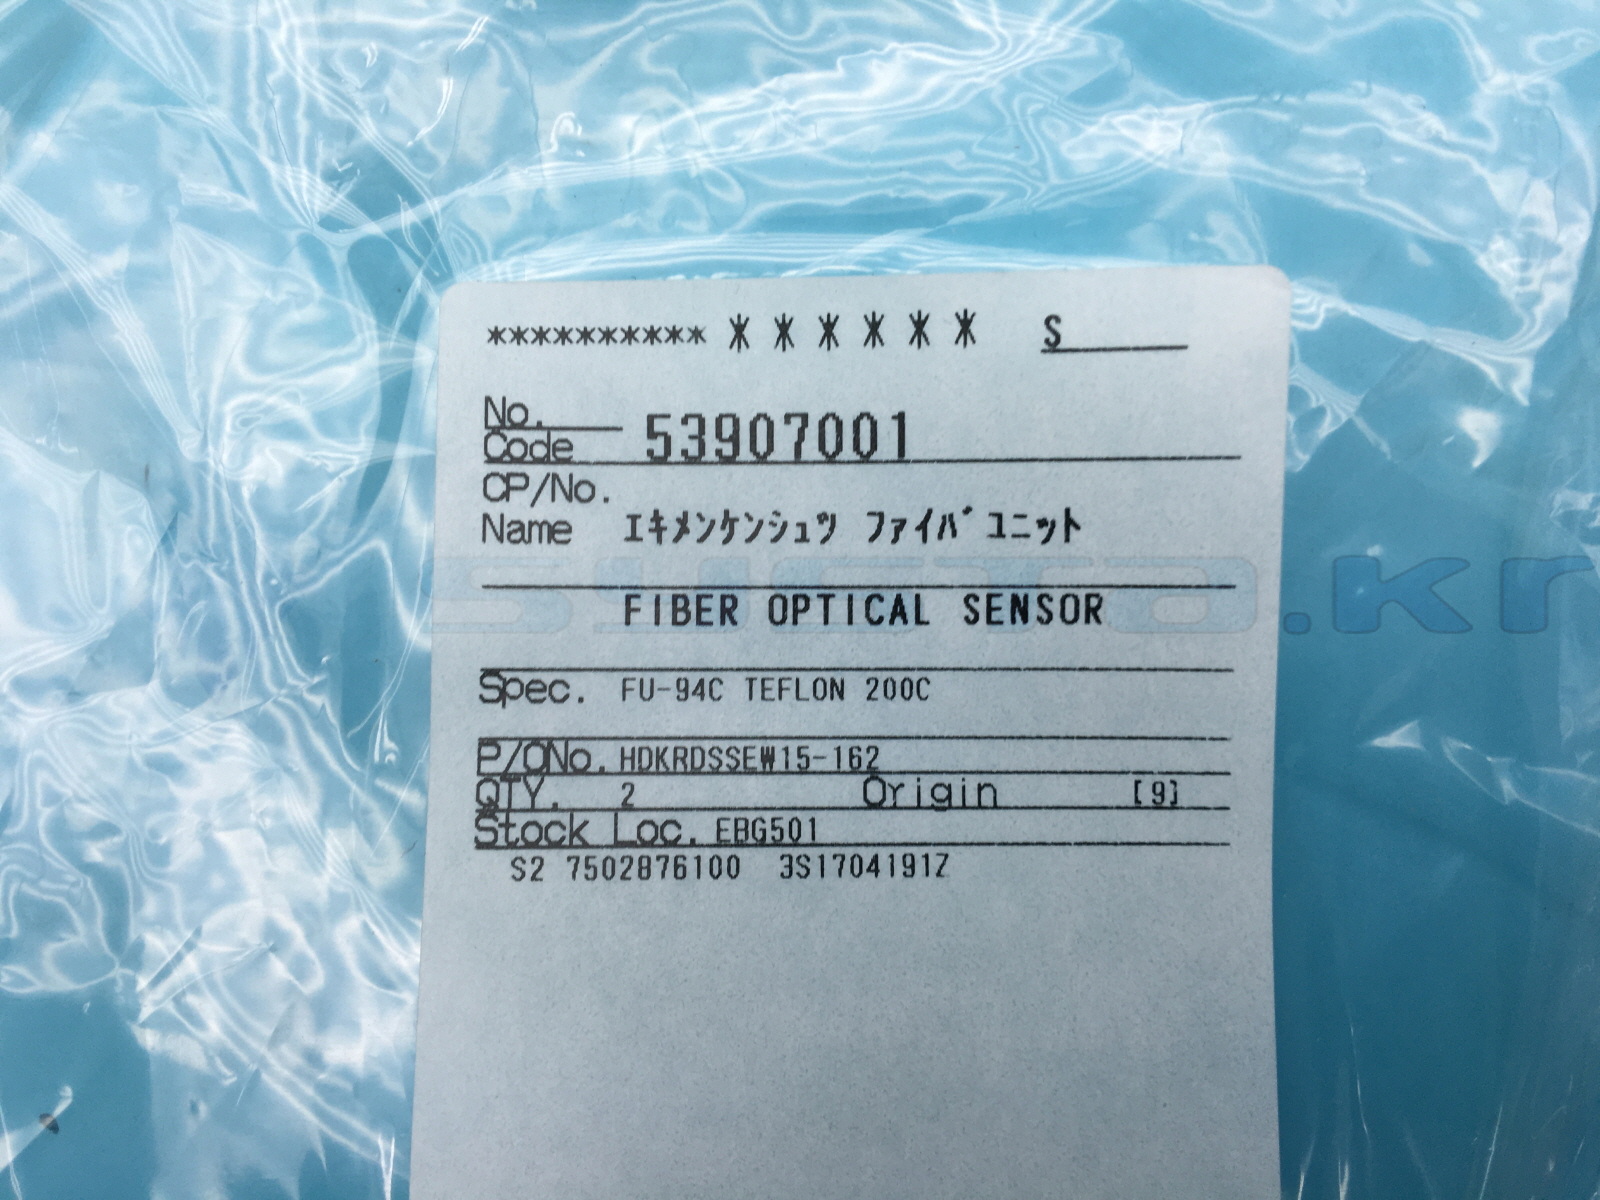 ********** ****** S
No.
Code 53907001
CP/No.
Name エキメンケンシュツ ファイバ ユニット
FIBER OPTICAL SENSOR
Spec. FU-94C TEFLON 200C
P/ONo. HDKRDSSEW15-162
QTY. 2 Origin [9]
Stock Loc. EBG501
S2 7502876100 3S1704191Z